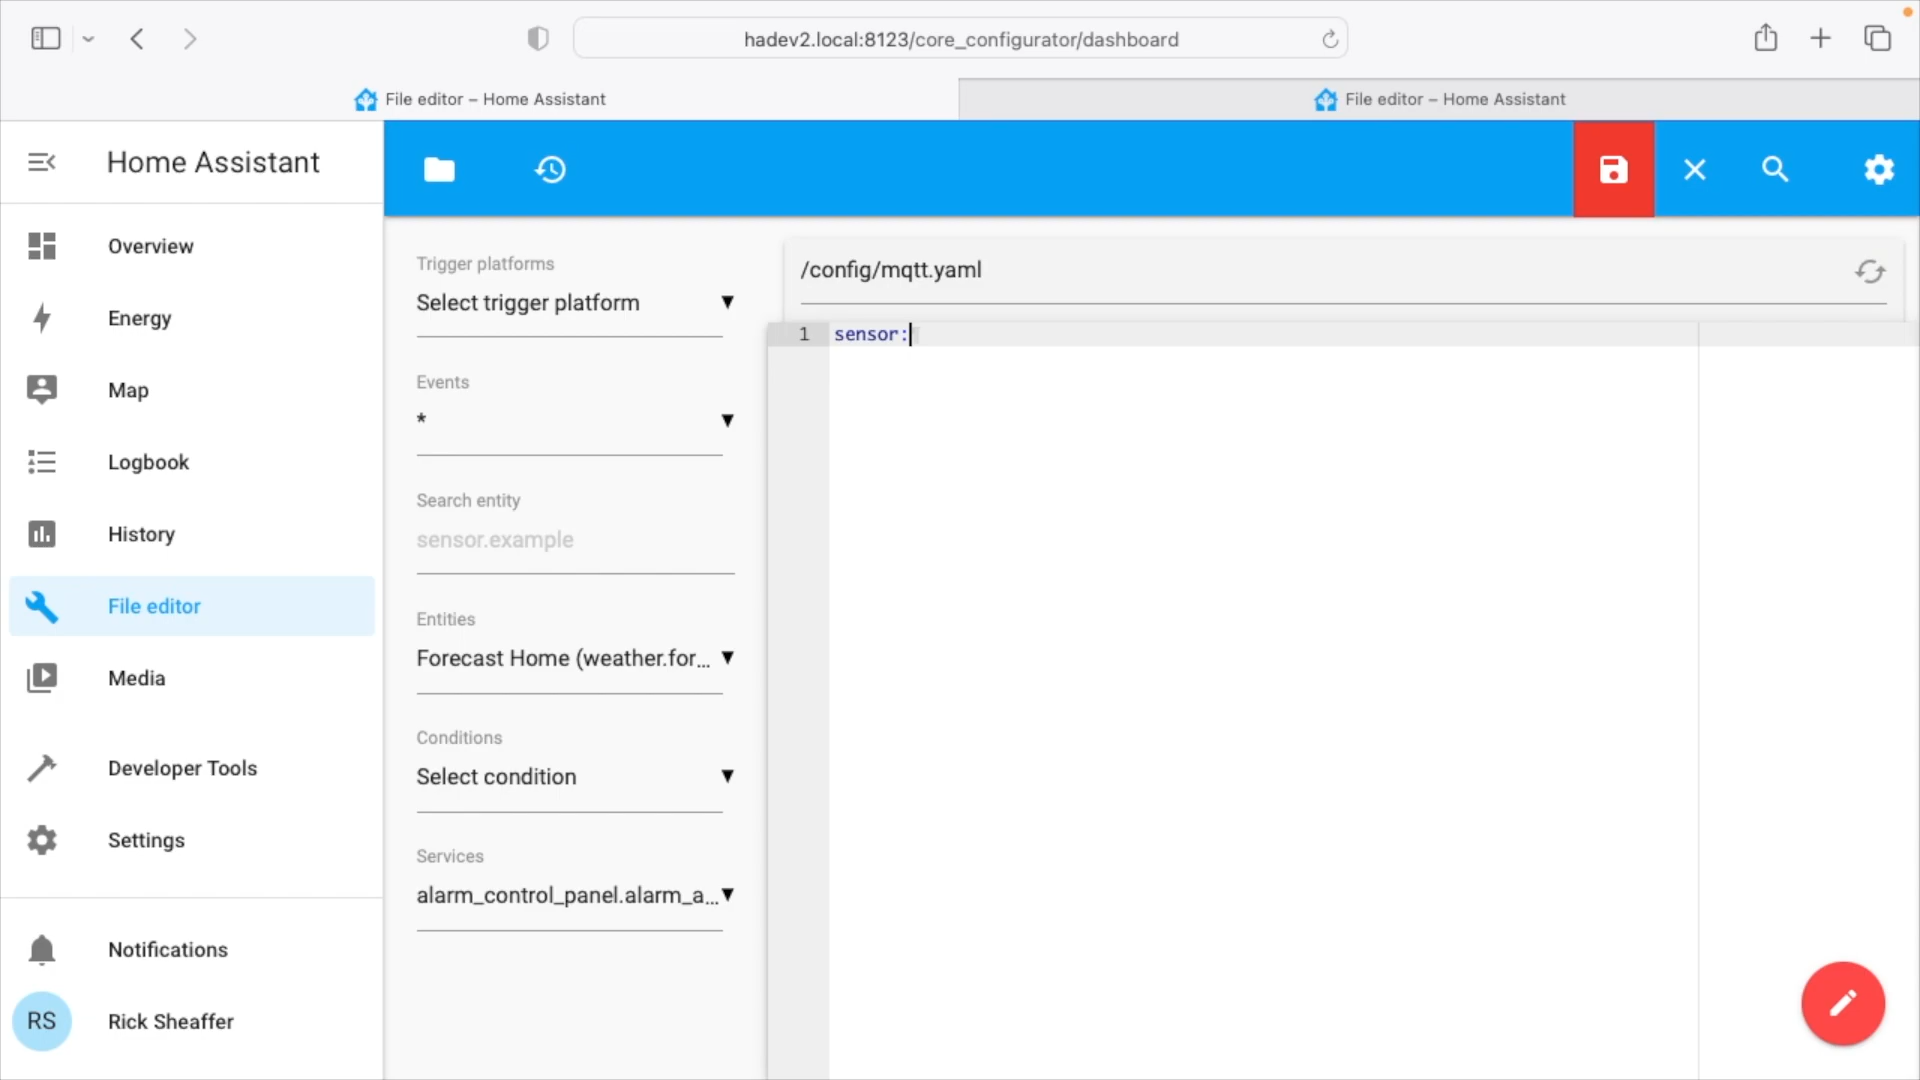 hadev2.local:8123/core_configurator/dashboard
File editor – Home Assistant
File editor – Home Assistant
Home Assistant
Overview
Energy
Map
Logbook
History
File editor
Media
Developer Tools
Settings
Notifications
RS
Rick Sheaffer
Trigger platforms
Select trigger platform
Events
*
Search entity
sensor.example
Entities
Forecast Home (weather.for...
Conditions
Select condition
Services
alarm_control_panel.alarm_a...
/config/mqtt.yaml
1 sensor: